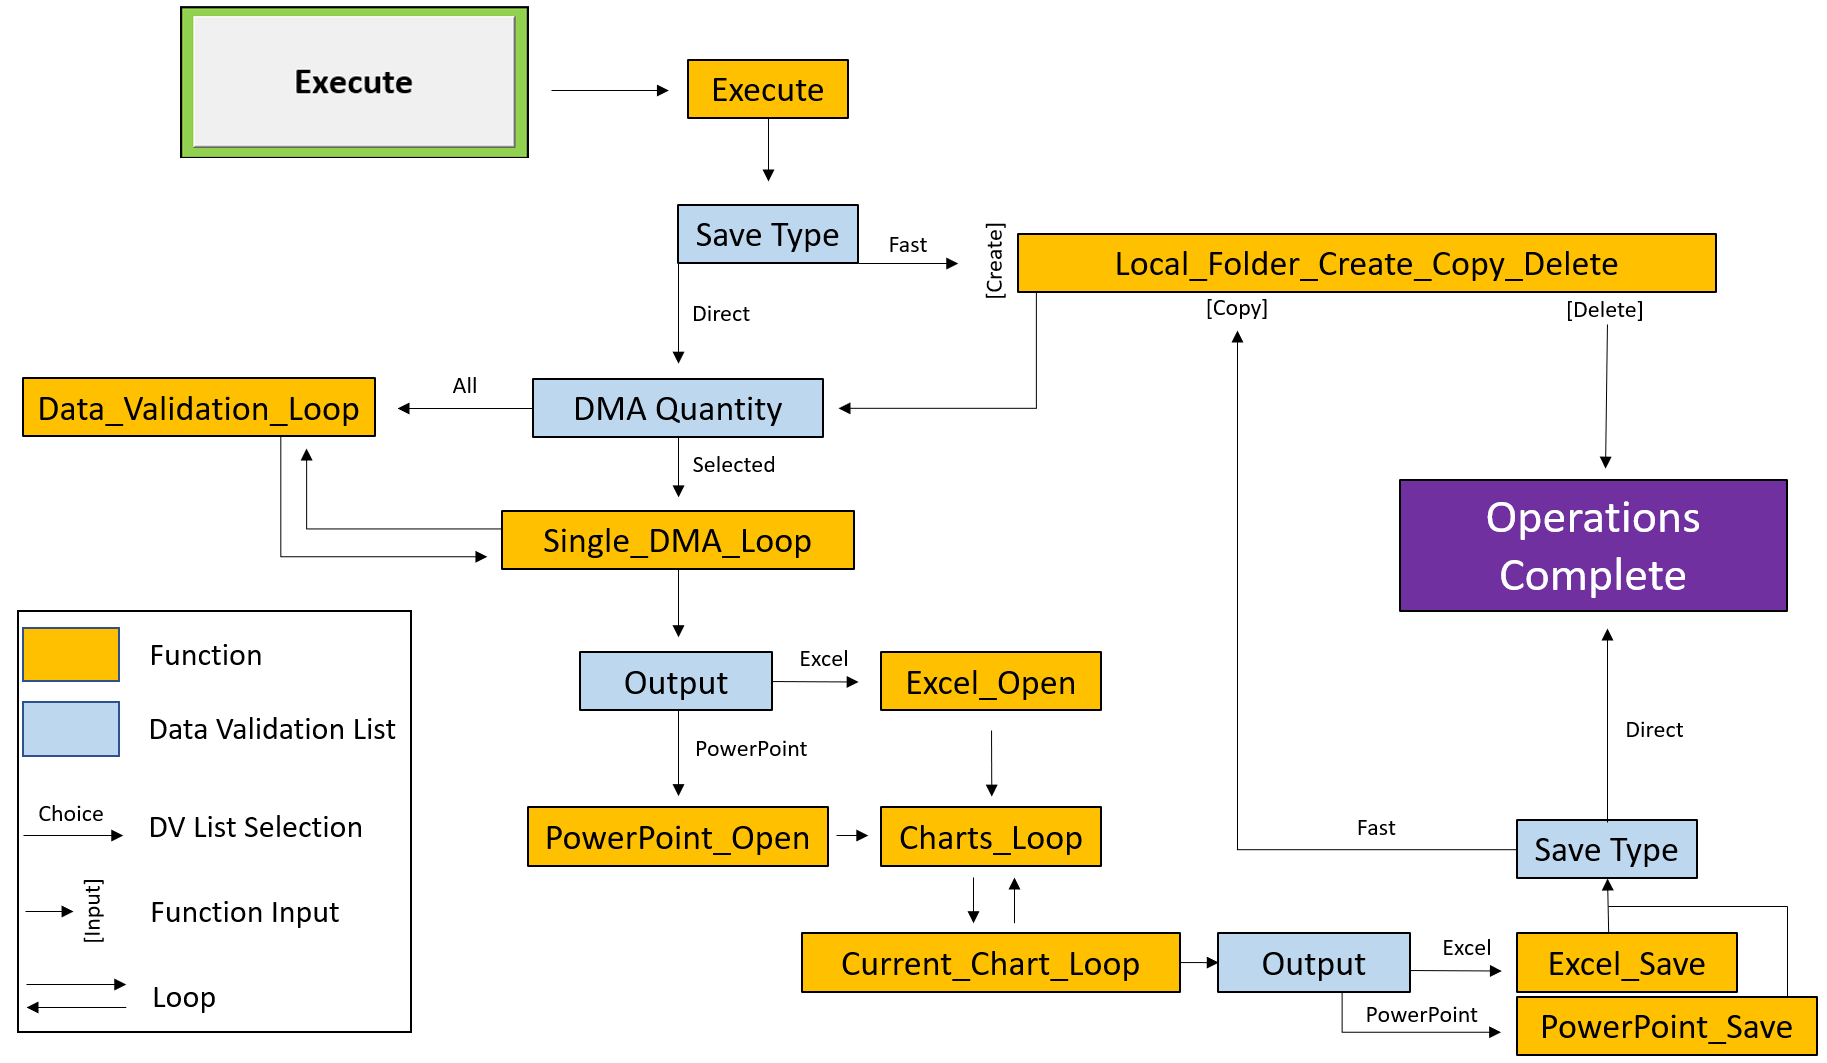 Execute
Execute
Save Type
Fast
[Create]
Local_Folder_Create_Copy_Delete
[Copy]
[Delete]
Direct
All
Data_Validation_Loop
DMA Quantity
Selected
Single_DMA_Loop
Operations
Complete
Function
Output
Excel
Excel_Open
Data Validation List
PowerPoint
Direct
Choice
DV List Selection
PowerPoint_Open
Charts_Loop
Fast
Save Type
[Input]
Function Input
Current_Chart_Loop
Output
Excel
Excel_Save
Loop
PowerPoint
PowerPoint_Save